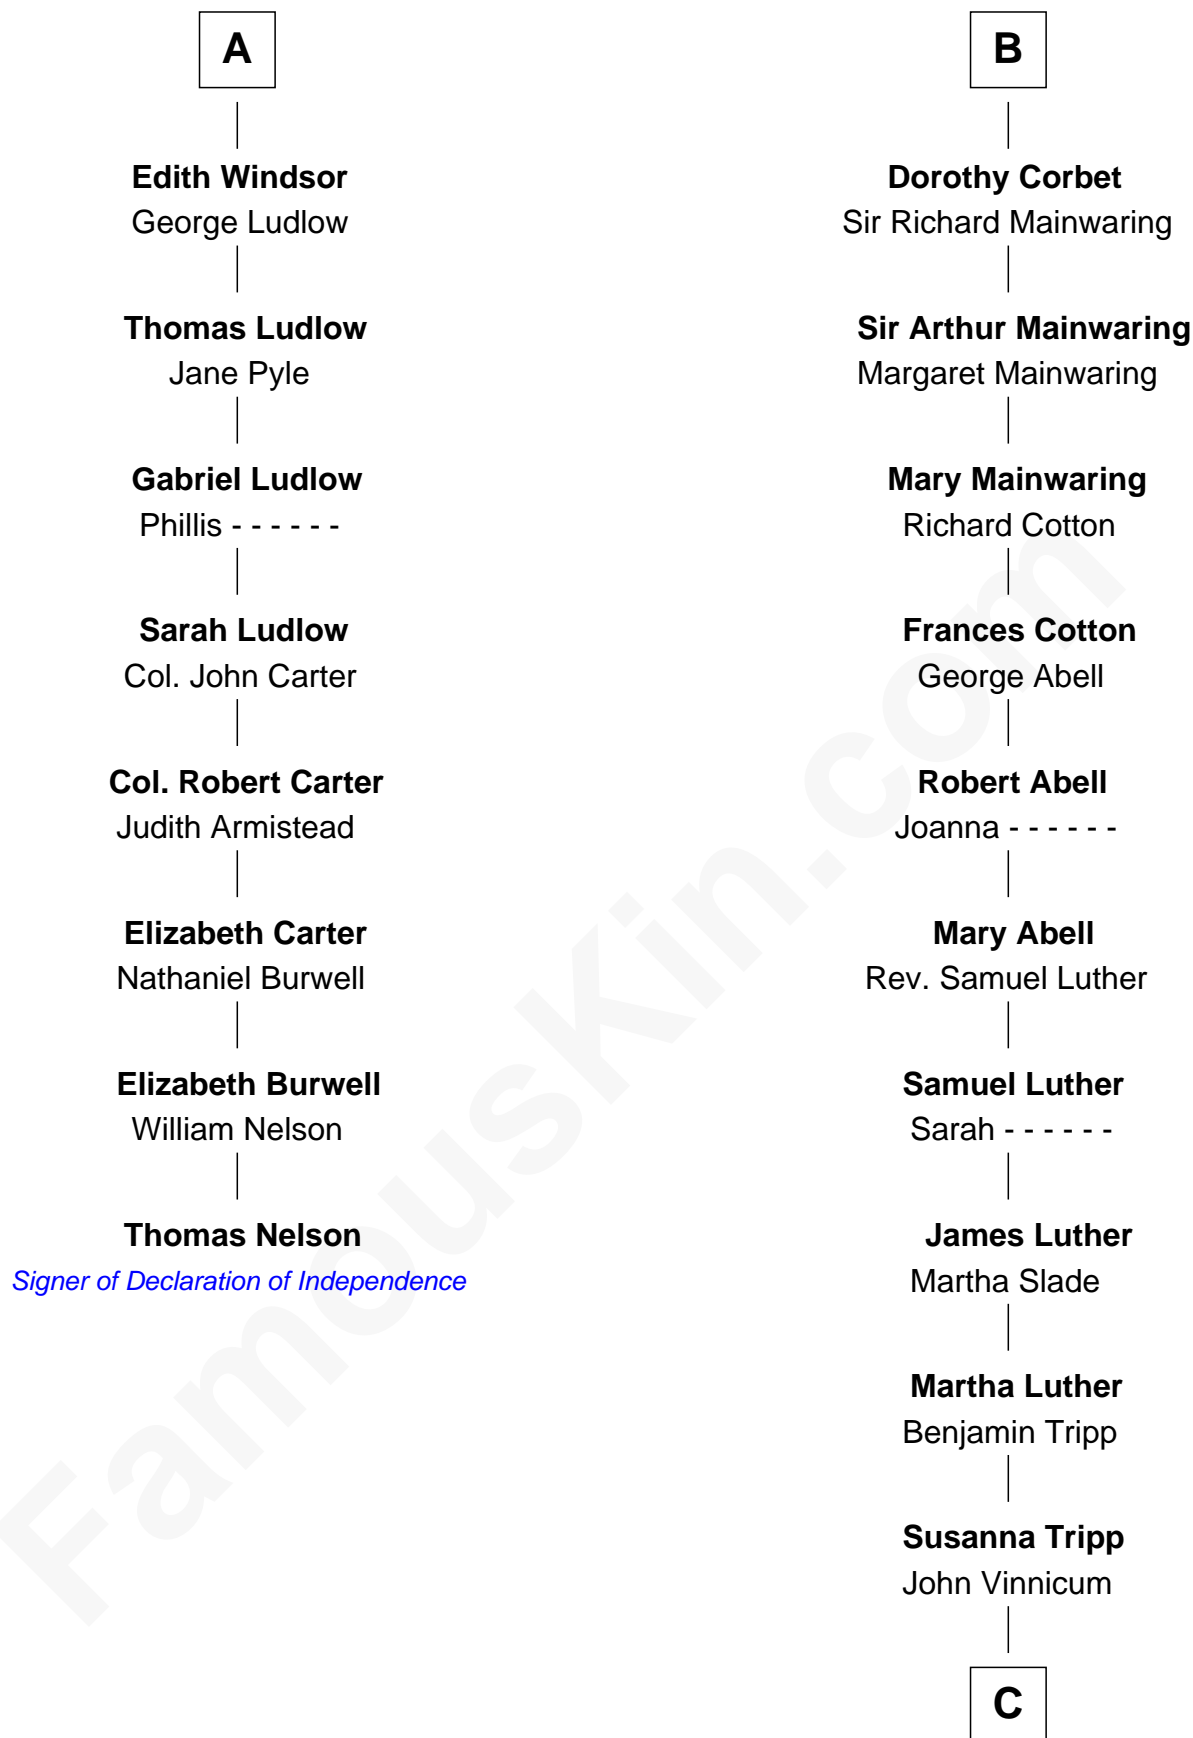 A
Edith Windsor
George Ludlow
Thomas Ludlow
Jane Pyle
Gabriel Ludlow
Phillis - - - - - -
Sarah Ludlow
Col. John Carter
Col. Robert Carter
Judith Armistead
Elizabeth Carter
Nathaniel Burwell
Elizabeth Burwell
William Nelson
Thomas Nelson
Signer of Declaration of Independence
B
Dorothy Corbet
Sir Richard Mainwaring
Sir Arthur Mainwaring
Margaret Mainwaring
Mary Mainwaring
Richard Cotton
Frances Cotton
George Abell
Robert Abell
Joanna - - - - - -
Mary Abell
Rev. Samuel Luther
Samuel Luther
Sarah - - - - - -
James Luther
Martha Slade
Martha Luther
Benjamin Tripp
Susanna Tripp
John Vinnicum
C
FamousKin.com